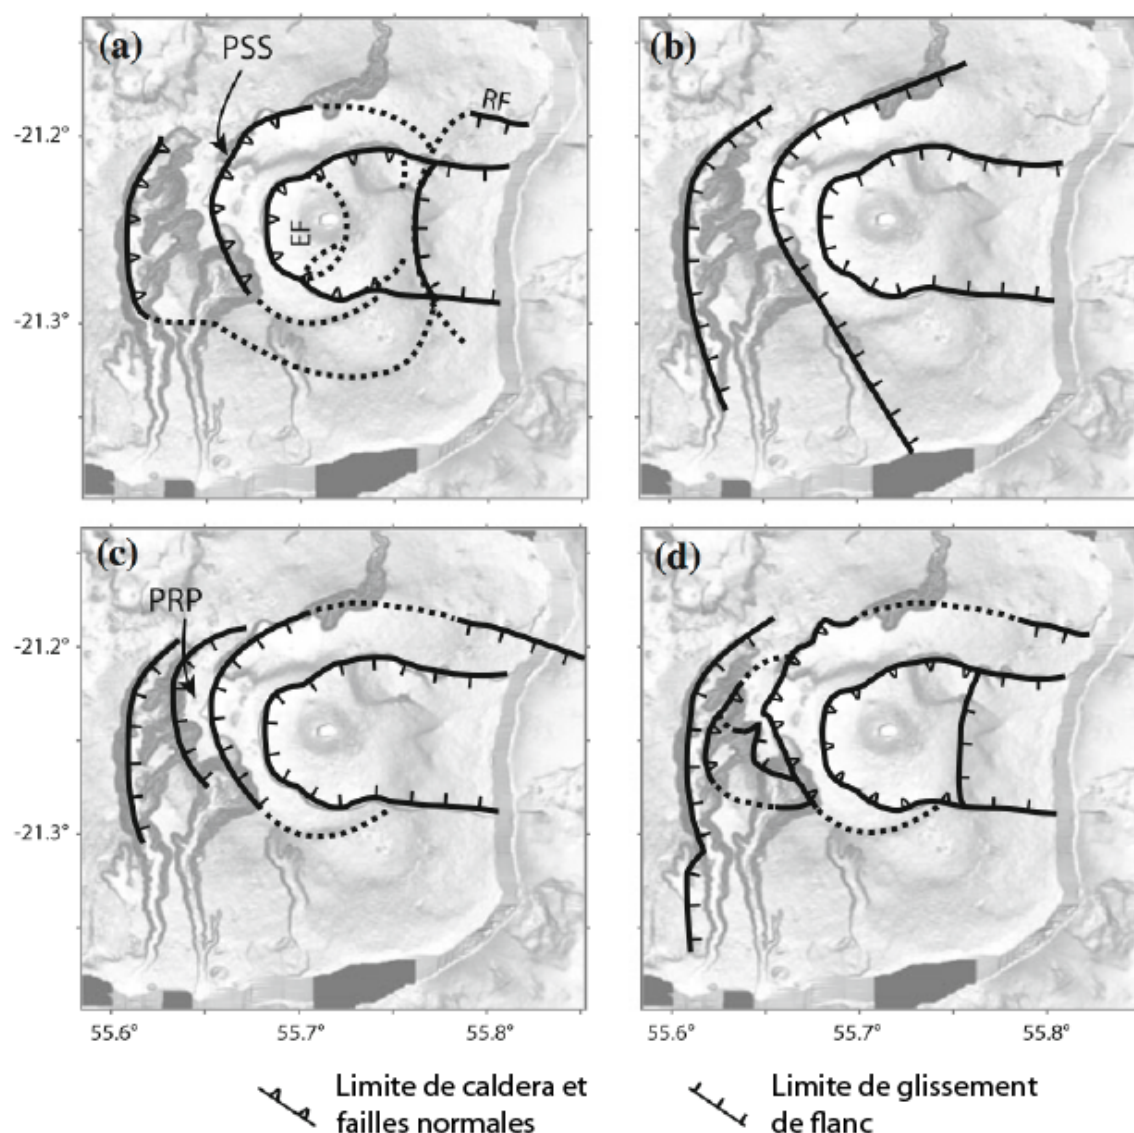 (a)
PSS
RF
EF
(b)
-21.2°
-21.3°
(c)
PRP
(d)
-21.2°
-21.3°
55.6° 55.7° 55.8° 55.6° 55.7° 55.8°
Limite de caldera et
failles normales
Limite de glissement
de flanc